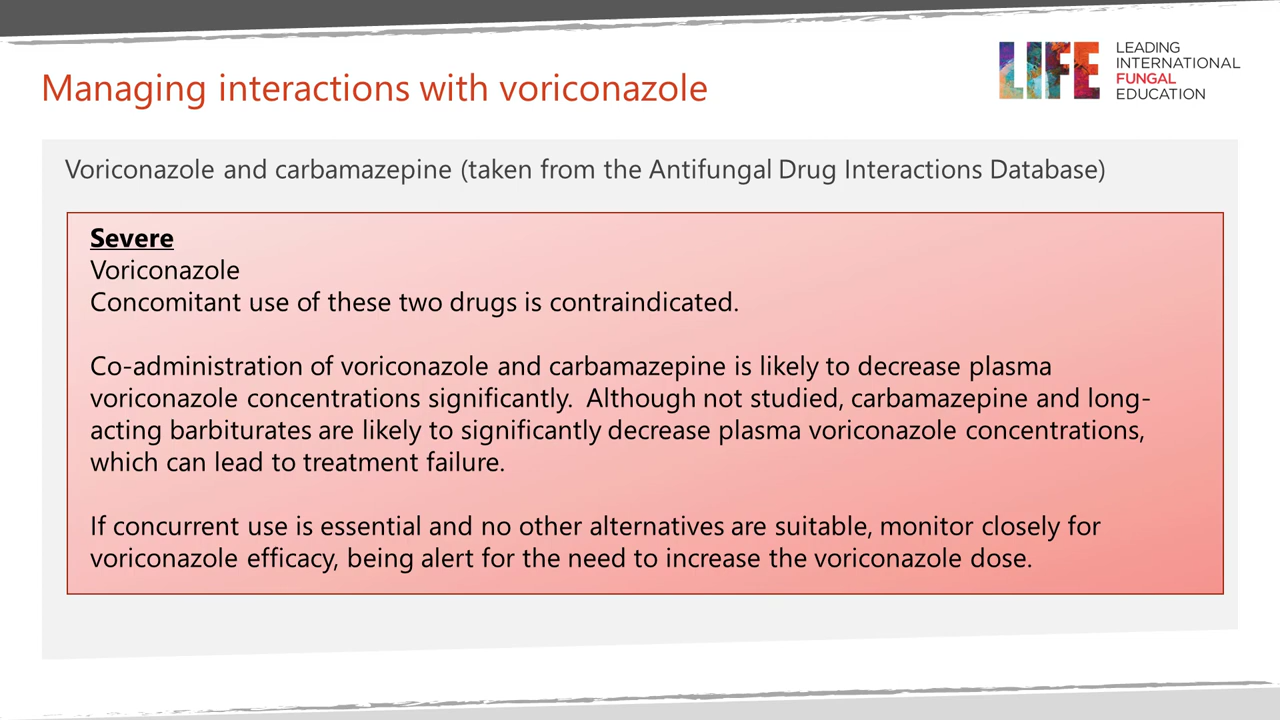 Managing interactions with voriconazole
LIFE
LEADING
INTERNATIONAL
FUNGAL
EDUCATION
Voriconazole and carbamazepine (taken from the Antifungal Drug Interactions Database)
Severe
Voriconazole
Concomitant use of these two drugs is contraindicated.
Co-administration of voriconazole and carbamazepine is likely to decrease plasma
voriconazole concentrations significantly.  Although not studied, carbamazepine and long-
acting barbiturates are likely to significantly decrease plasma voriconazole concentrations,
which can lead to treatment failure.
If concurrent use is essential and no other alternatives are suitable, monitor closely for
voriconazole efficacy, being alert for the need to increase the voriconazole dose.